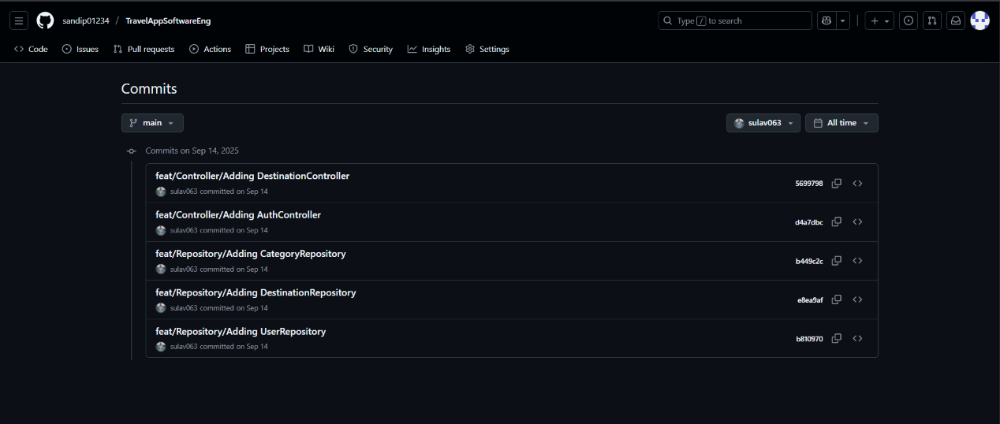 sandip01234 / TravelAppSoftwareEng
Type / to search
Code Issues Pull requests Actions Projects Wiki Security Insights Settings
Commits
main
sulav063 All time
Commits on Sep 14, 2025
feat/Controller/Adding DestinationController
sulav063 committed on Sep 14
5699798
feat/Controller/Adding AuthController
sulav063 committed on Sep 14
d4a7dbc
feat/Repository/Adding CategoryRepository
sulav063 committed on Sep 14
b449c2c
feat/Repository/Adding DestinationRepository
sulav063 committed on Sep 14
e8ea9af
feat/Repository/Adding UserRepository
sulav063 committed on Sep 14
b810970